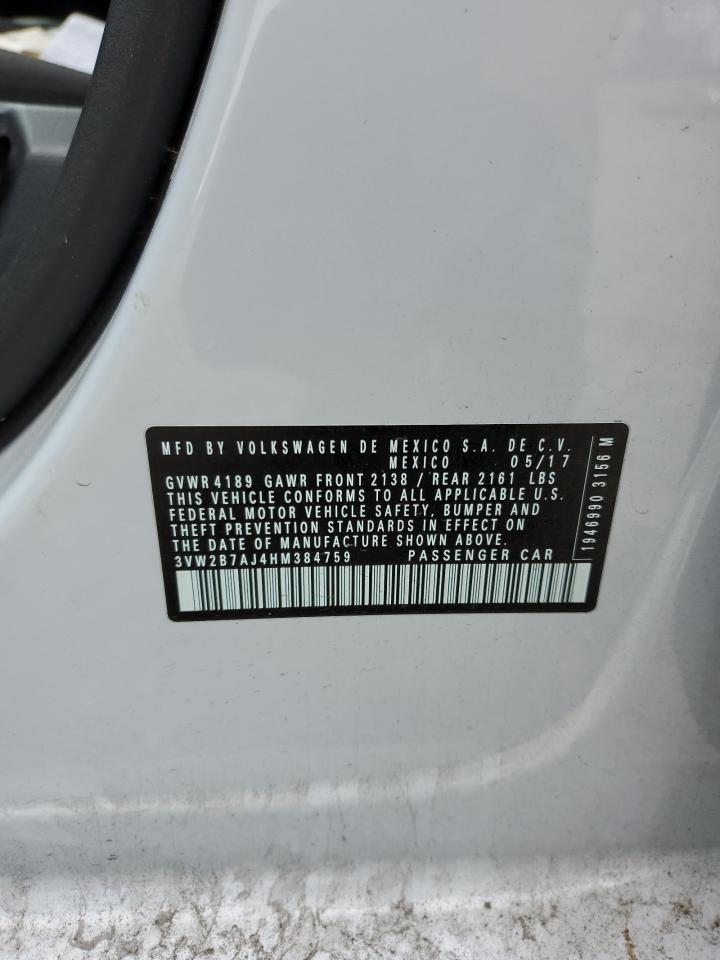 MFD BY VOLKSWAGEN DE MEXICO S.A. DE C.V.
MEXICO 05/17
GVWR 4189 GAWR FRONT 2138 / REAR 2161 LBS
THIS VEHICLE CONFORMS TO ALL APPLICABLE U.S.
FEDERAL MOTOR VEHICLE SAFETY, BUMPER AND
THEFT PREVENTION STANDARDS IN EFFECT ON
THE DATE OF MANUFACTURE SHOWN ABOVE.
3VW2B7AJ4HM384759 PASSENGER CAR
1946990 3156 M